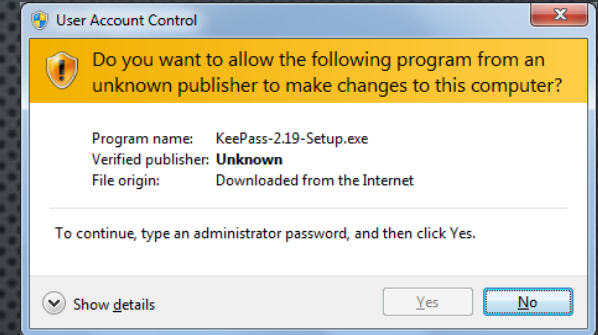 User Account Control
Do you want to allow the following program from an
unknown publisher to make changes to this computer?
Program name: KeePass-2.19-Setup.exe
Verified publisher: Unknown
File origin: Downloaded from the Internet
To continue, type an administrator password, and then click Yes.
Show details Yes No